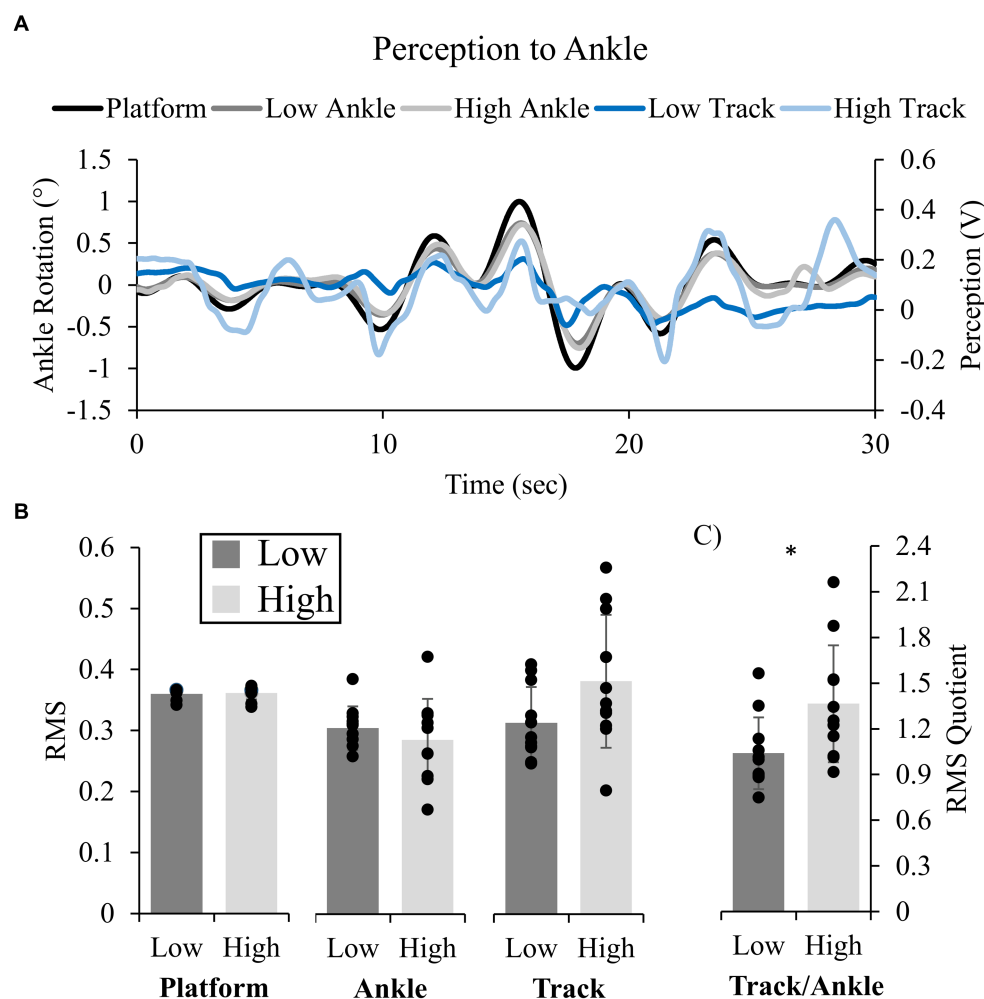 A
Perception to Ankle
Platform Low Ankle High Ankle Low Track High Track
Ankle Rotation (°)
1.5
1
0.5
0
-0.5
-1
-1.5
0.6
0.4
0.2
0.0
-0.2
-0.4
Perception (V)
0 10 20 30
Time (sec)
B
Low
High
RMS
0.6
0.5
0.4
0.3
0.2
0.1
0
Low High Low High Low High
Platform Ankle Track
C)
*
2.4
2.1
1.8
1.5
1.2
0.9
0.6
0.3
0
RMS Quotient
Low High
Track/Ankle